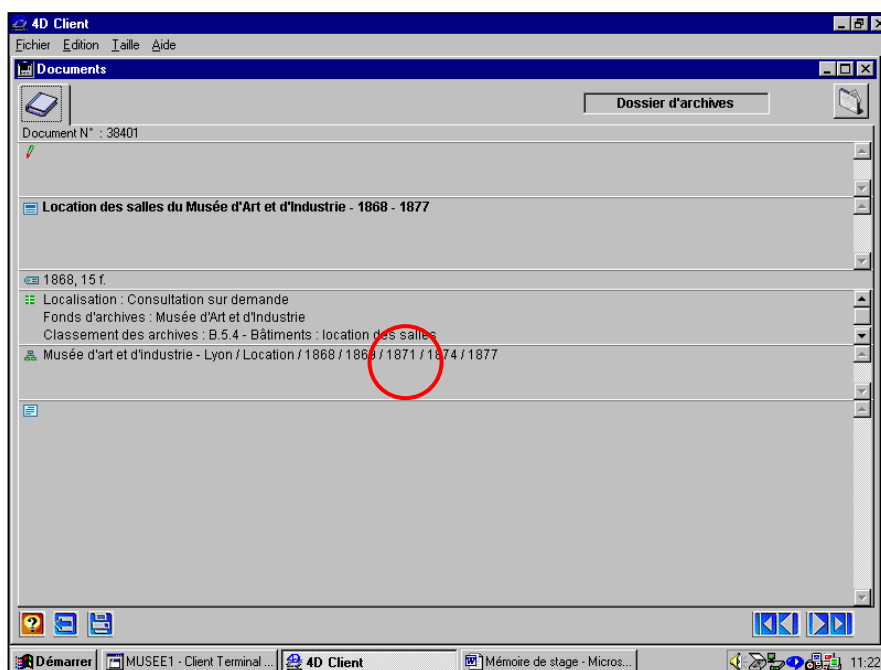 4D Client
Fichier Edition Taille Aide
Documents
Dossier d'archives
Document N° : 38401
Location des salles du Musée d'Art et d'Industrie - 1868 - 1877
1868, 15 f.
Localisation : Consultation sur demande
Fonds d'archives : Musée d'Art et d'Industrie
Classement des archives : B.5.4 - Bâtiments : location des salles
Musée d'art et d'industrie - Lyon / Location / 1868 / 1869 / 1871 / 1874 / 1877
Démarrer MUSEE1 - Client Terminal ... 4D Client Mémoire de stage - Micros... 11:22